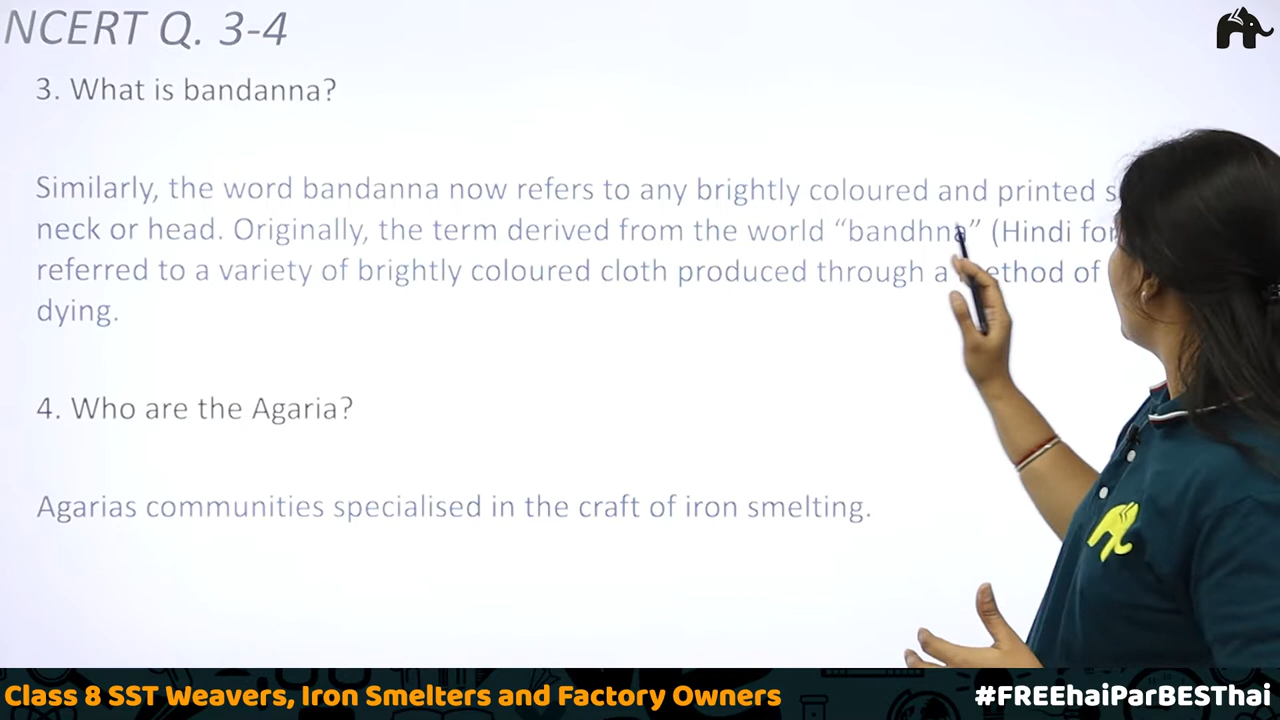 NCERT Q. 3-4
3. What is bandanna?
Similarly, the word bandanna now refers to any brightly coloured and printed
neck or head. Originally, the term derived from the world “bandhna” (Hindi for
referred to a variety of brightly coloured cloth produced through a method of
dying.
4. Who are the Agaria?
Agarias communities specialised in the craft of iron smelting.
Class 8 SST Weavers, Iron Smelters and Factory Owners
#FREEhaiParBESThai